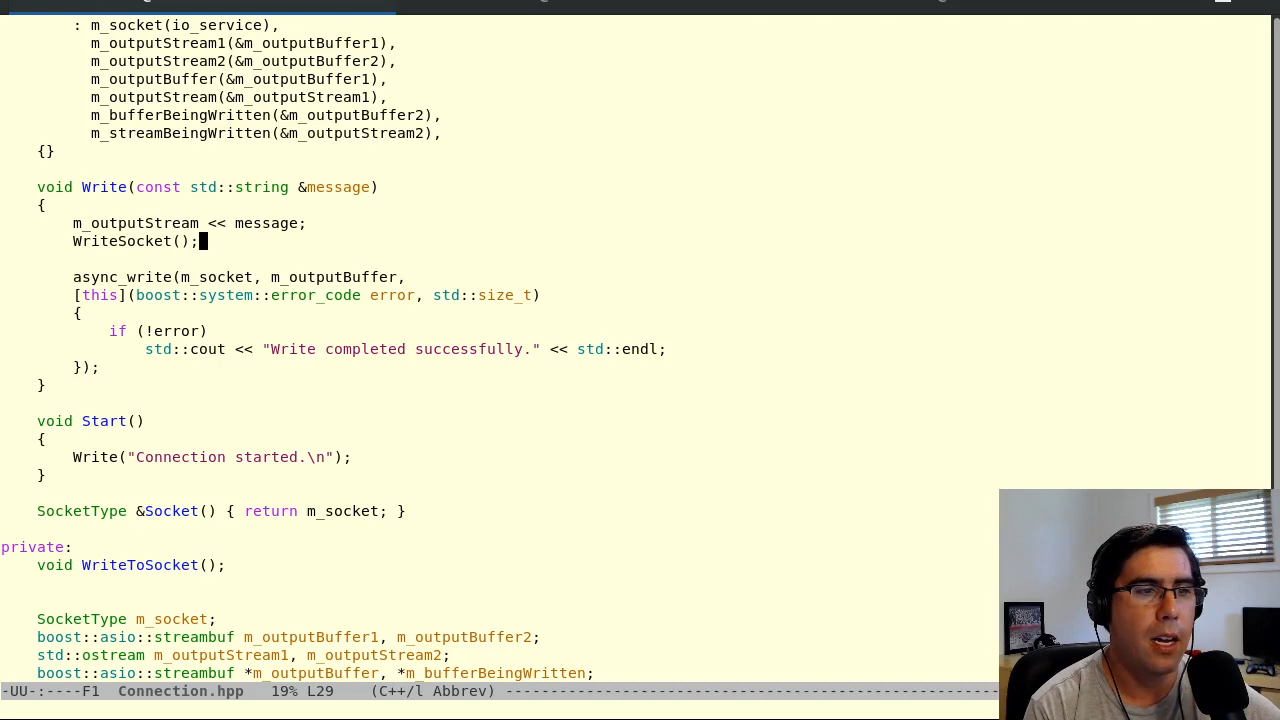 : m_socket(io_service),
m_outputStream1(&m_outputBuffer1),
m_outputStream2(&m_outputBuffer2),
m_outputBuffer(&m_outputBuffer1),
m_outputStream(&m_outputStream1),
m_bufferBeingWritten(&m_outputBuffer2),
m_streamBeingWritten(&m_outputStream2),
{}
void Write(const std::string &message)
{
m_outputStream << message;
WriteSocket();
async_write(m_socket, m_outputBuffer,
[this](boost::system::error_code error, std::size_t)
{
if (!error)
std::cout << "Write completed successfully." << std::endl;
});
}
void Start()
{
Write("Connection started.\n");
}
SocketType &Socket() { return m_socket; }
private:
void WriteToSocket();
SocketType m_socket;
boost::asio::streambuf m_outputBuffer1, m_outputBuffer2;
std::ostream m_outputStream1, m_outputStream2;
boost::asio::streambuf *m_outputBuffer, *m_bufferBeingWritten;
-UU-:----F1  Connection.hpp   19% L29    (C++/l Abbrev) -------------------------------------------------------